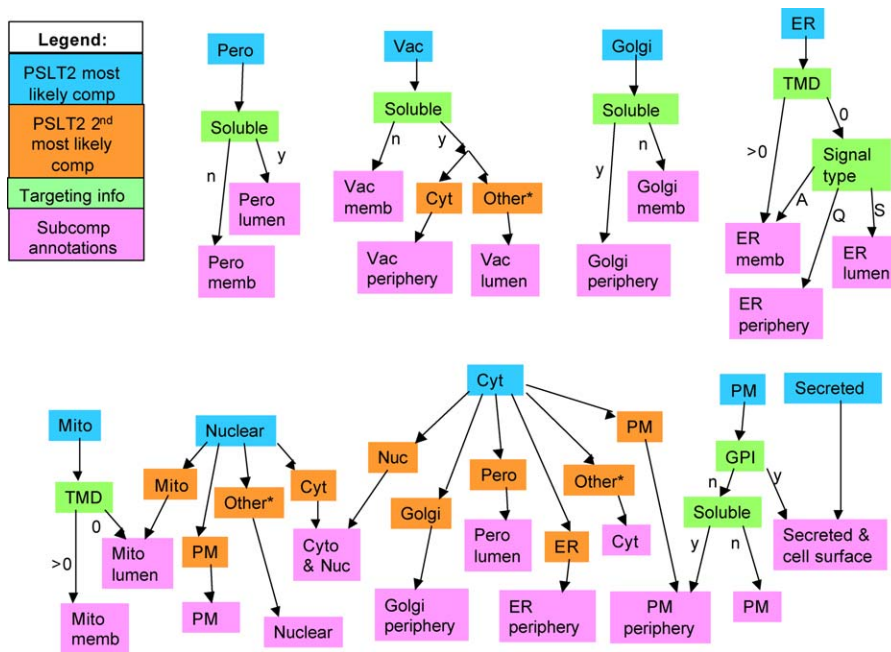 Legend:
PSLT2 most
likely comp
PSLT2 2nd
most likely
comp
Targeting info
Subcomp
annotations
Pero
Soluble
n
y
Pero
lumen
Pero
memb
Vac
Soluble
n
y
Vac
memb
Cyt
Other*
Vac
periphery
Vac
lumen
Golgi
Soluble
y
n
Golgi
memb
Golgi
periphery
ER
TMD
>0
0
Signal
type
A
Q
S
ER
memb
ER
lumen
ER
periphery
Mito
TMD
0
>0
Mito
lumen
Mito
memb
Nuclear
Mito
PM
Other*
Cyt
Cyto
& Nuc
PM
Nuclear
Cyt
Nuc
Golgi
Pero
ER
Other*
PM
Pero
lumen
Cyt
Golgi
periphery
ER
periphery
PM
periphery
PM
GPI
n
y
Soluble
y
n
PM
Secreted
Secreted &
cell surface